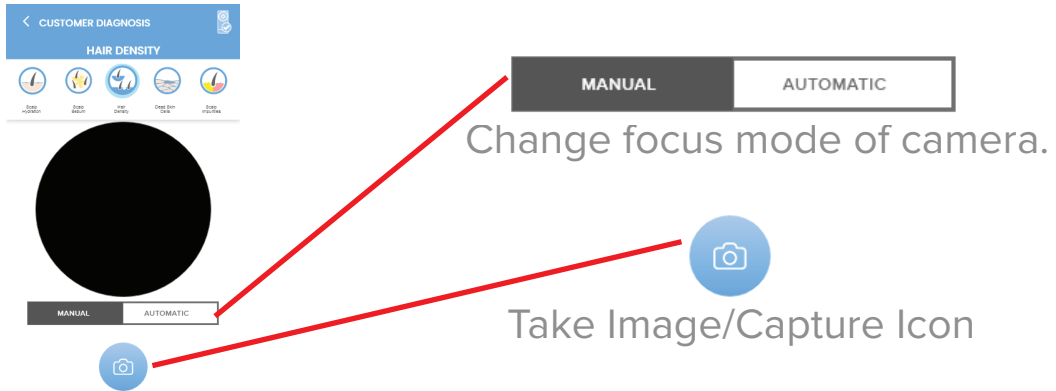 CUSTOMER DIAGNOSIS
HAIR DENSITY
Scalp Hydration
Scalp Sebum
Hair Density
Dead Skin Cells
Scalp Impurities
MANUAL AUTOMATIC
MANUAL AUTOMATIC
Change focus mode of camera.
Take Image/Capture Icon